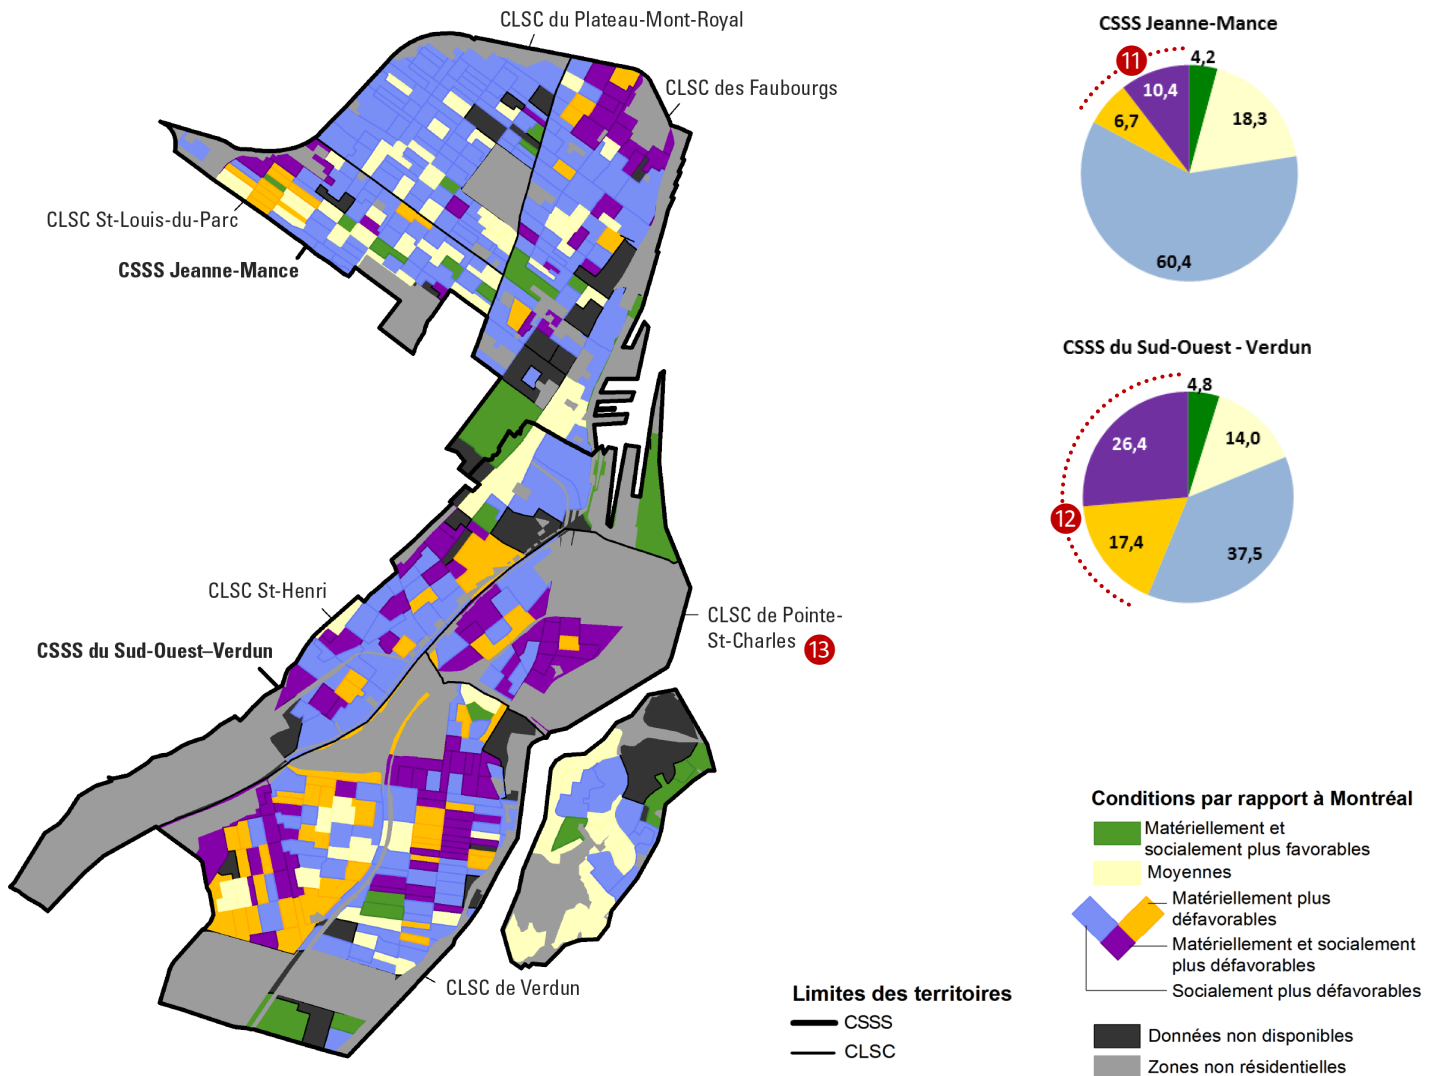 CLSC du Plateau-Mont-Royal
CLSC des Faubourgs
CLSC St-Louis-du-Parc
CSSS Jeanne-Mance
CLSC St-Henri
CSSS du Sud-Ouest–Verdun
CLSC de Pointe-
St-Charles 13
CLSC de Verdun
CSSS Jeanne-Mance
11
4,2
10,4
18,3
6,7
60,4
CSSS du Sud-Ouest - Verdun
4,8
26,4
14,0
12
17,4
37,5
Limites des territoires
CSSS
CLSC
Conditions par rapport à Montréal
Matériellement et
socialement plus favorables
Moyennes
Matériellement plus
défavorables
Matériellement et socialement
plus défavorables
Socialement plus défavorables
Données non disponibles
Zones non résidentielles